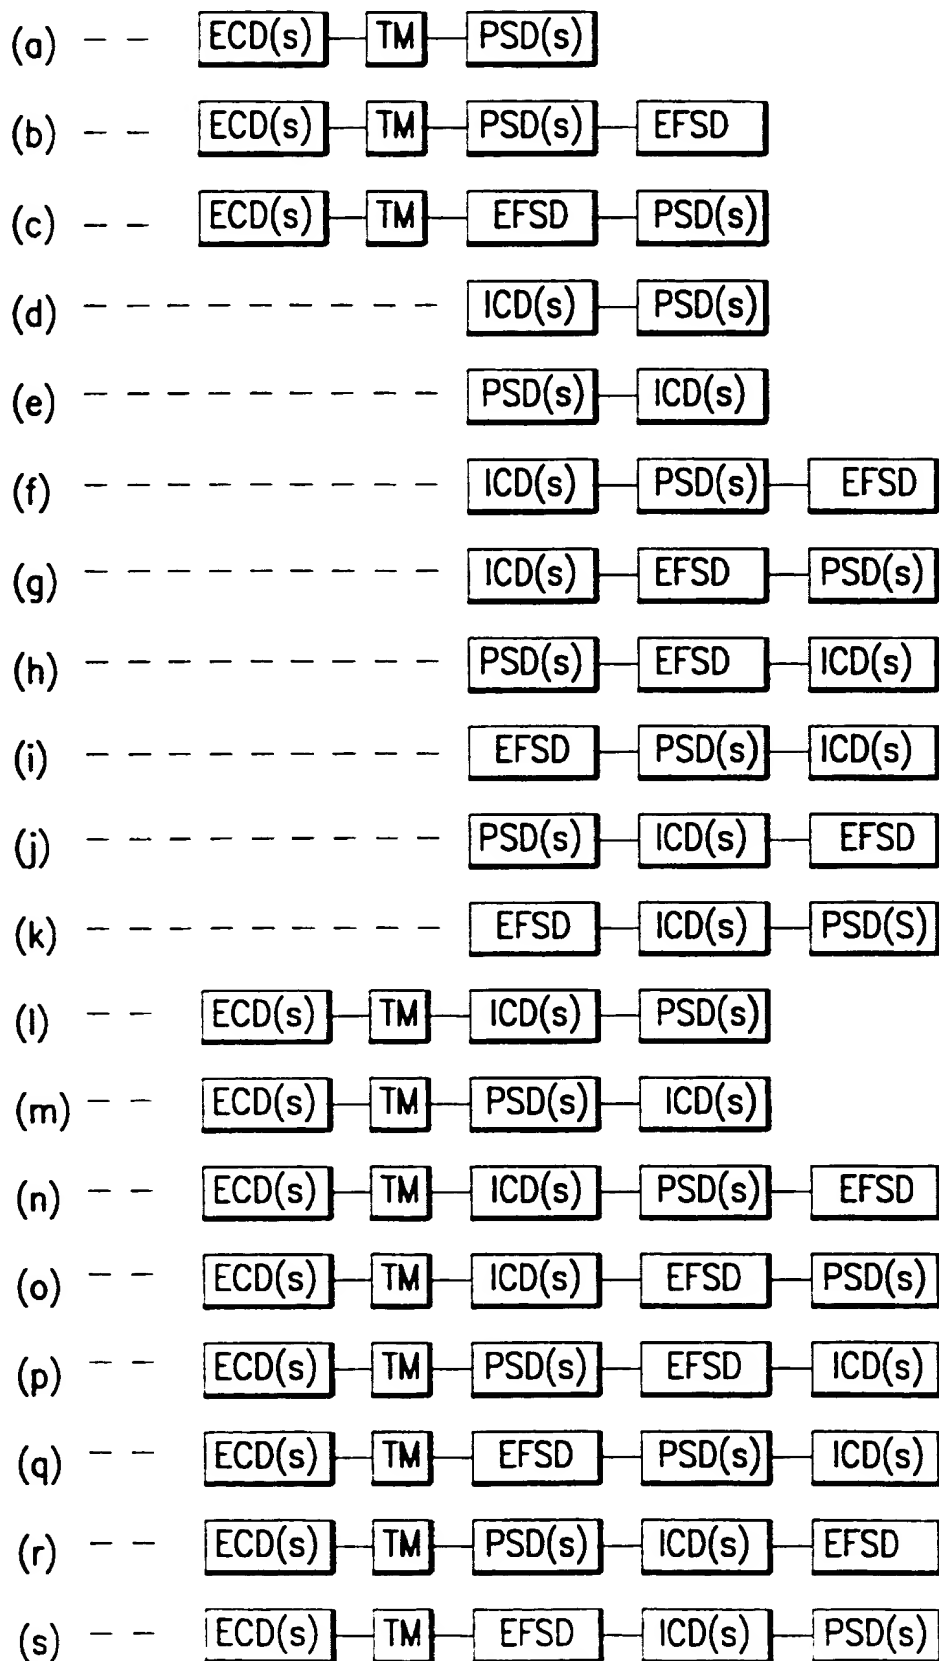 (a) ECD(s) TM PSD(s)
(b) ECD(s) TM PSD(s) EFSD
(c) ECD(s) TM EFSD PSD(s)
(d) ICD(s) PSD(s)
(e) PSD(s) ICD(s)
(f) ICD(s) PSD(s) EFSD
(g) ICD(s) EFSD PSD(s)
(h) PSD(s) EFSD ICD(s)
(i) EFSD PSD(s) ICD(s)
(j) PSD(s) ICD(s) EFSD
(k) EFSD ICD(s) PSD(S)
(l) ECD(s) TM ICD(s) PSD(s)
(m) ECD(s) TM PSD(s) ICD(s)
(n) ECD(s) TM ICD(s) PSD(s) EFSD
(o) ECD(s) TM ICD(s) EFSD PSD(s)
(p) ECD(s) TM PSD(s) EFSD ICD(s)
(q) ECD(s) TM EFSD PSD(s) ICD(s)
(r) ECD(s) TM PSD(s) ICD(s) EFSD
(s) ECD(s) TM EFSD ICD(s) PSD(s)